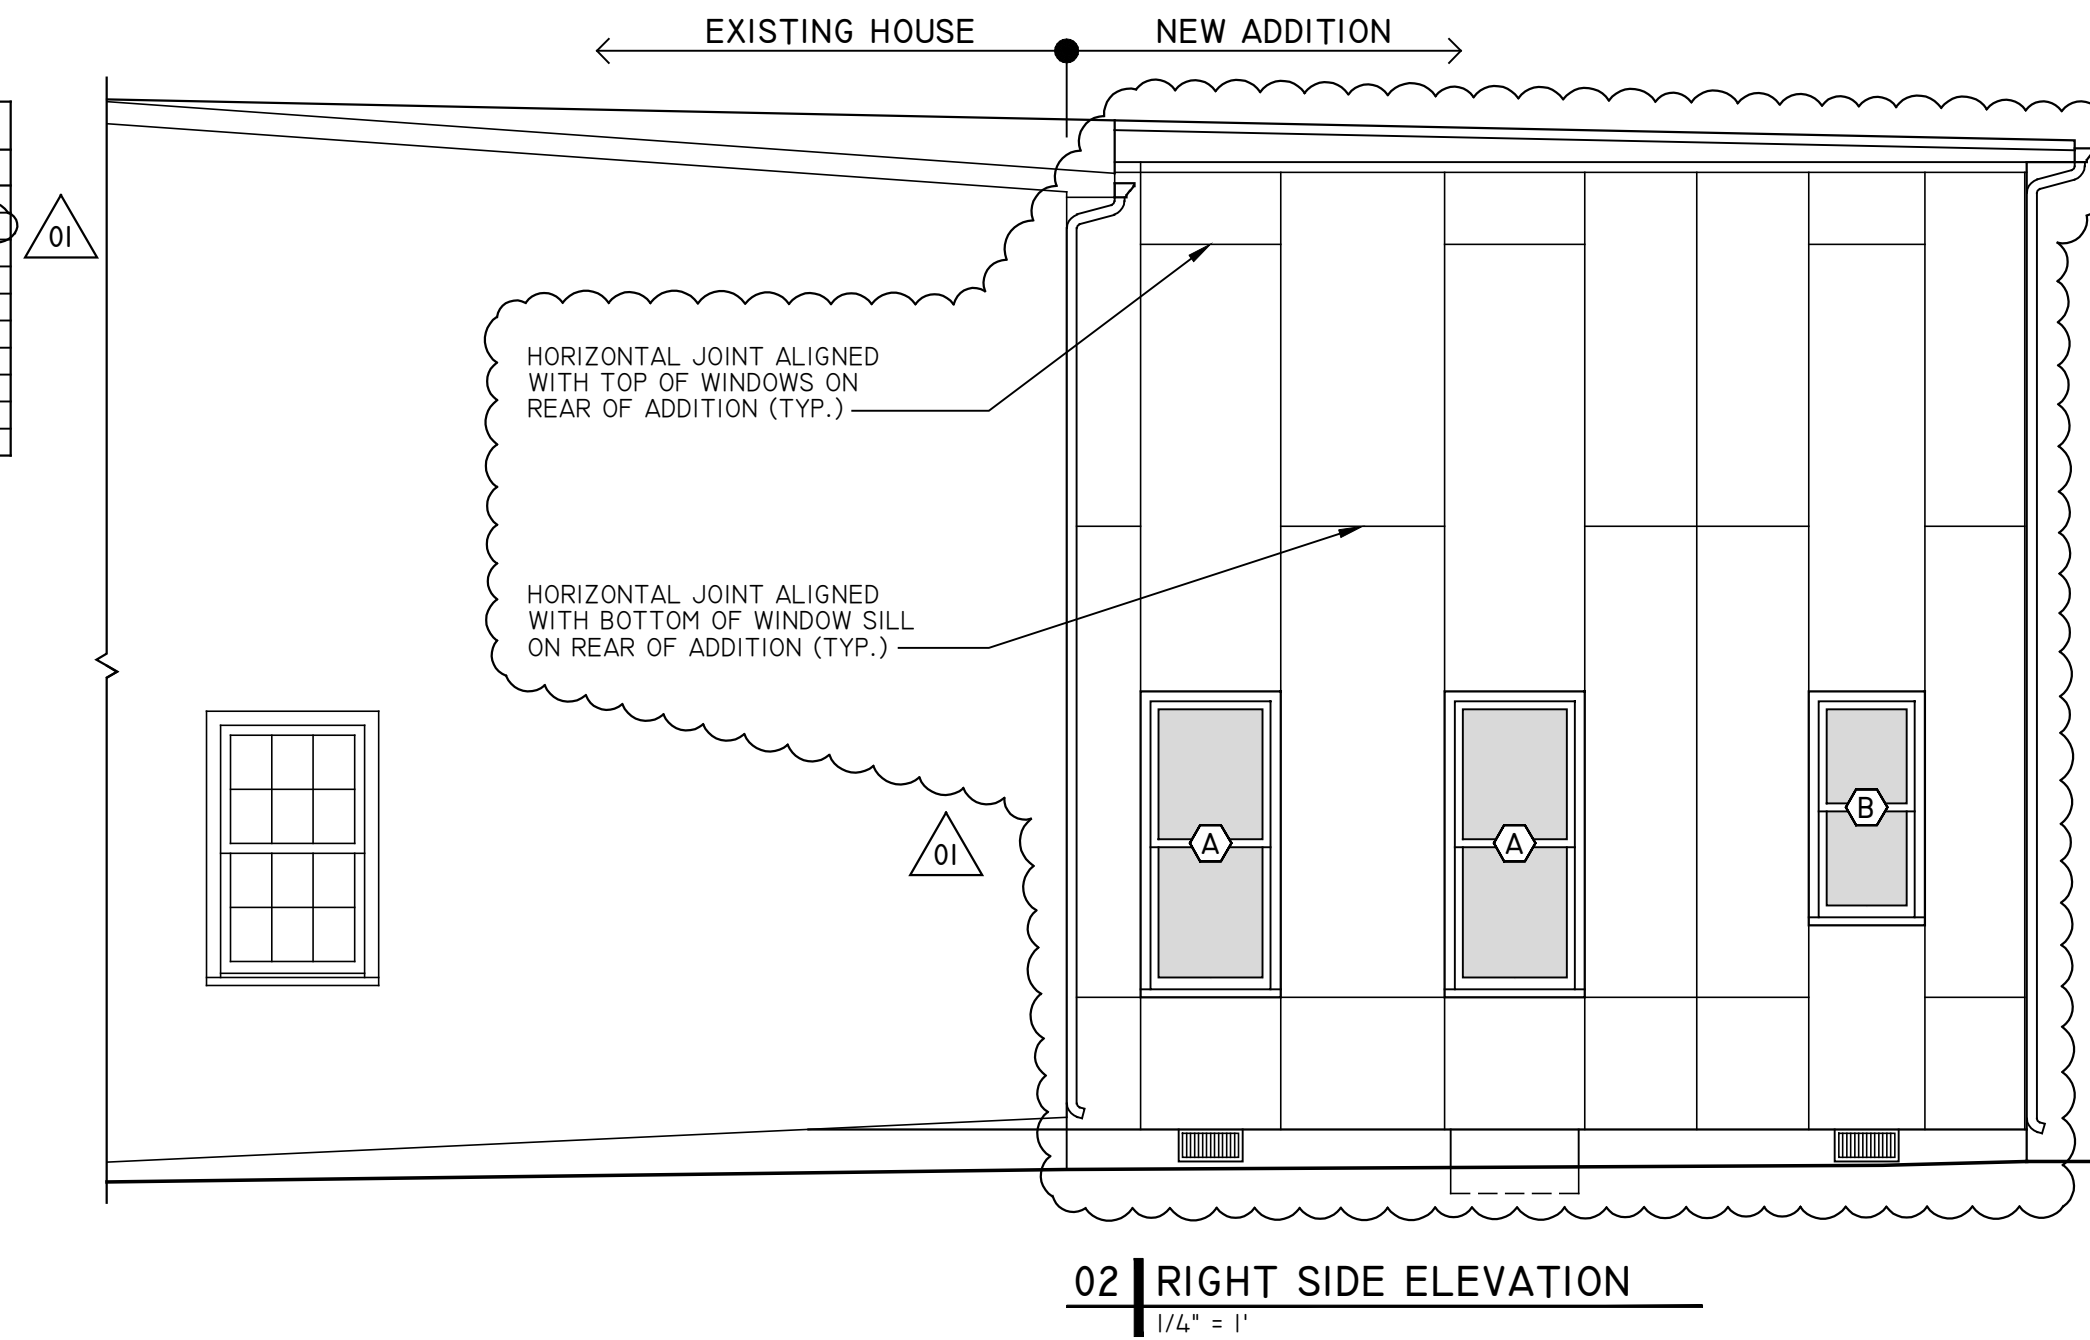 EXISTING HOUSE
NEW ADDITION
01
HORIZONTAL JOINT ALIGNED
WITH TOP OF WINDOWS ON
REAR OF ADDITION (TYP.)
HORIZONTAL JOINT ALIGNED
WITH BOTTOM OF WINDOW SILL
ON REAR OF ADDITION (TYP.)
B
01
A
A
02
RIGHT SIDE ELEVATION
1/4" = 1'